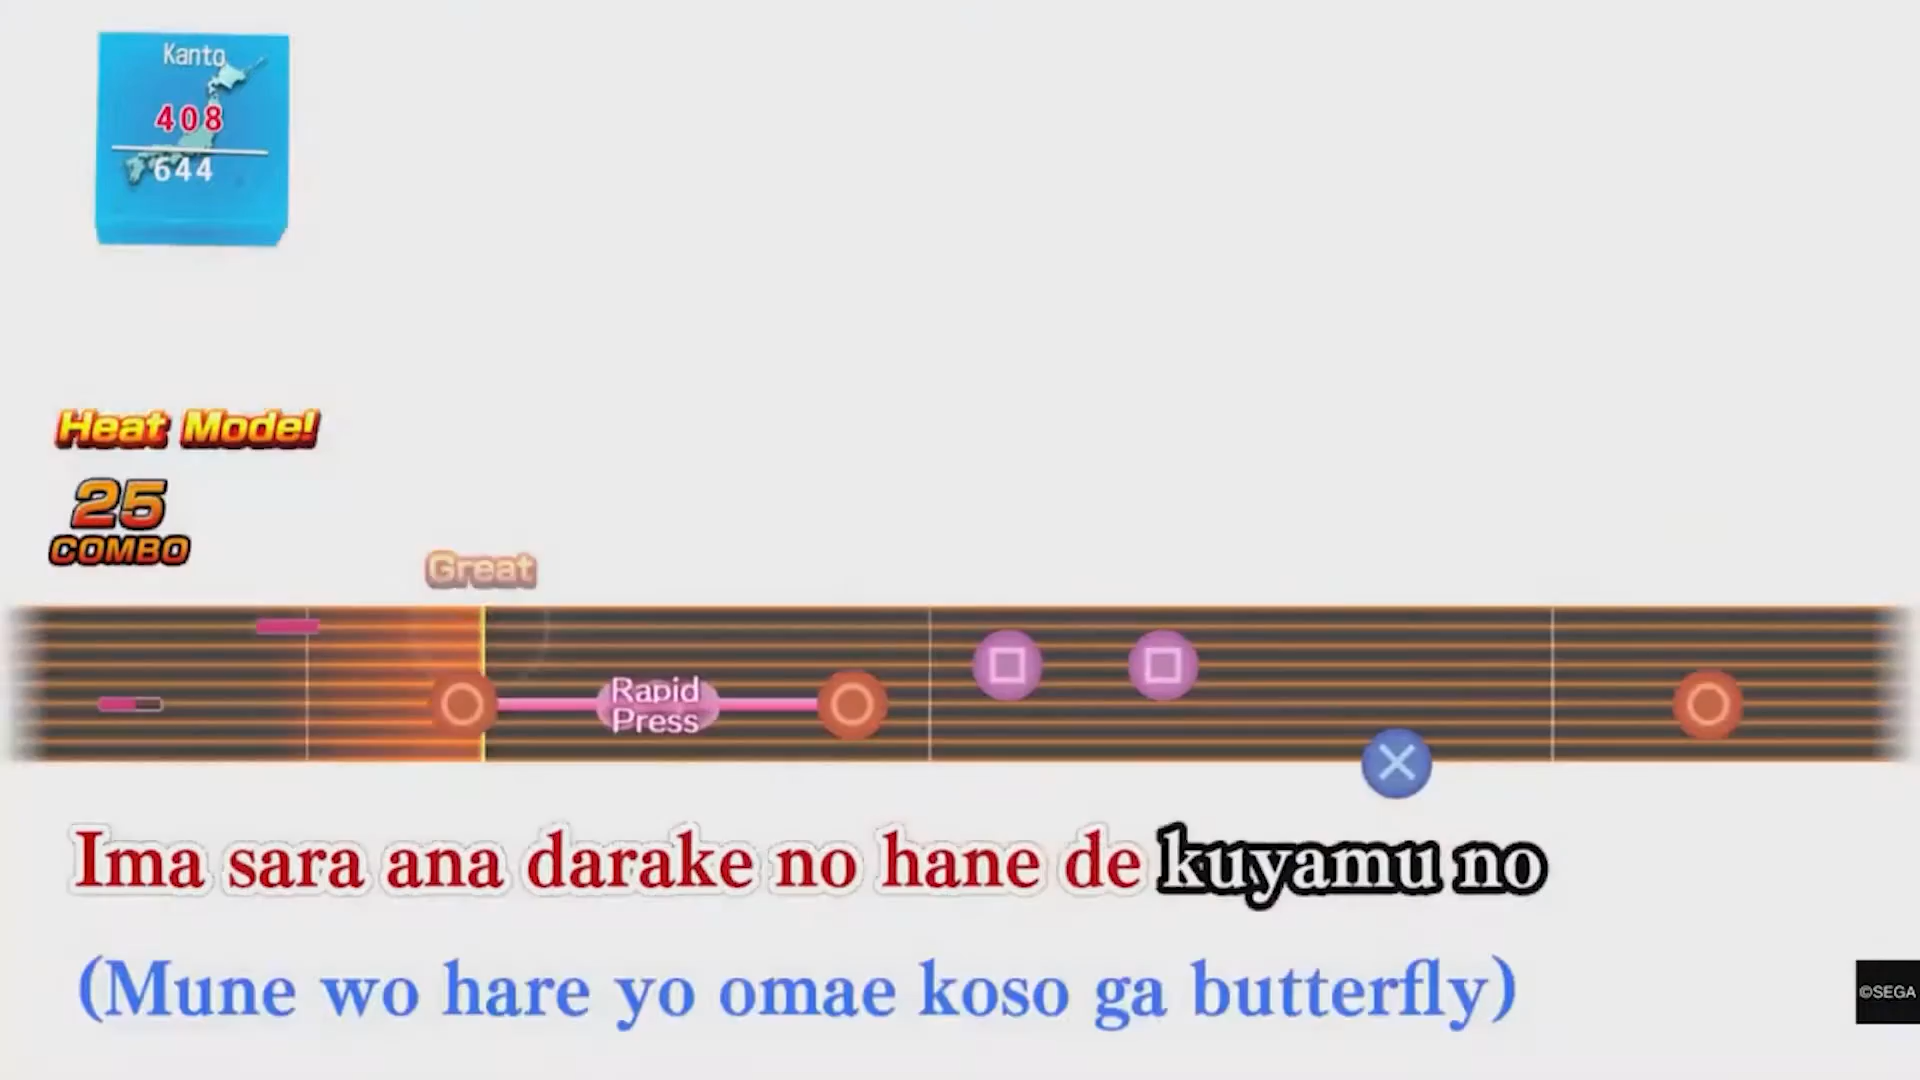 Kanto
408
644
Heat Mode!
25
COMBO
Great
Rapid
Press
Ima sara ana darake no hane de kuyamu no
(Mune wo hare yo omae koso ga butterfly)
©SEGA